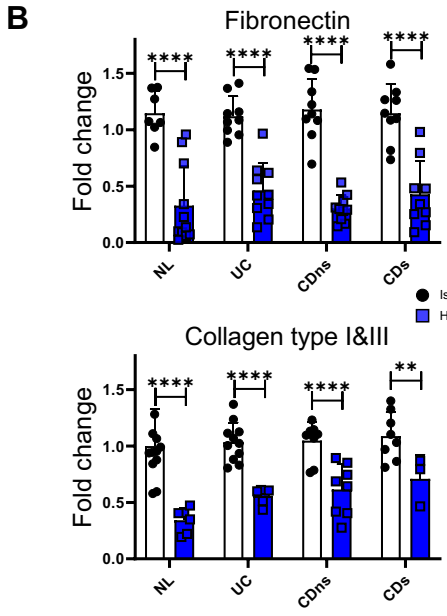 B
Fibronectin
**** **** **** ****
Fold change
1.5
1.0
0.5
0.0
NL UC CDns CDs
Is
H
Collagen type I&III
**** **** **** **
Fold change
1.5
1.0
0.5
0.0
NL UC CDns CDs